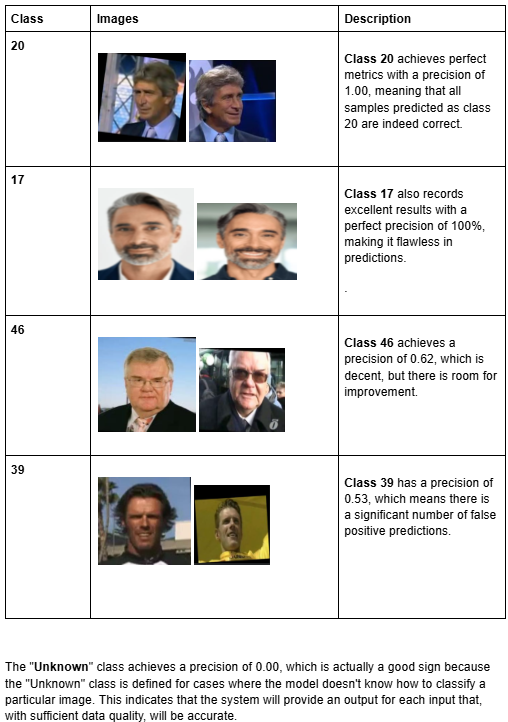 Class Images Description
20
Class 20 achieves perfect
metrics with a precision of
1.00, meaning that all
samples predicted as class
20 are indeed correct.
17
Class 17 also records
excellent results with a
perfect precision of 100%,
making it flawless in
predictions.
.
46
Class 46 achieves a
precision of 0.62, which is
decent, but there is room for
improvement.
39
Class 39 has a precision of
0.53, which means there is
a significant number of false
positive predictions.
The "Unknown" class achieves a precision of 0.00, which is actually a good sign because
the "Unknown" class is defined for cases where the model doesn't know how to classify a
particular image. This indicates that the system will provide an output for each input that,
with sufficient data quality, will be accurate.